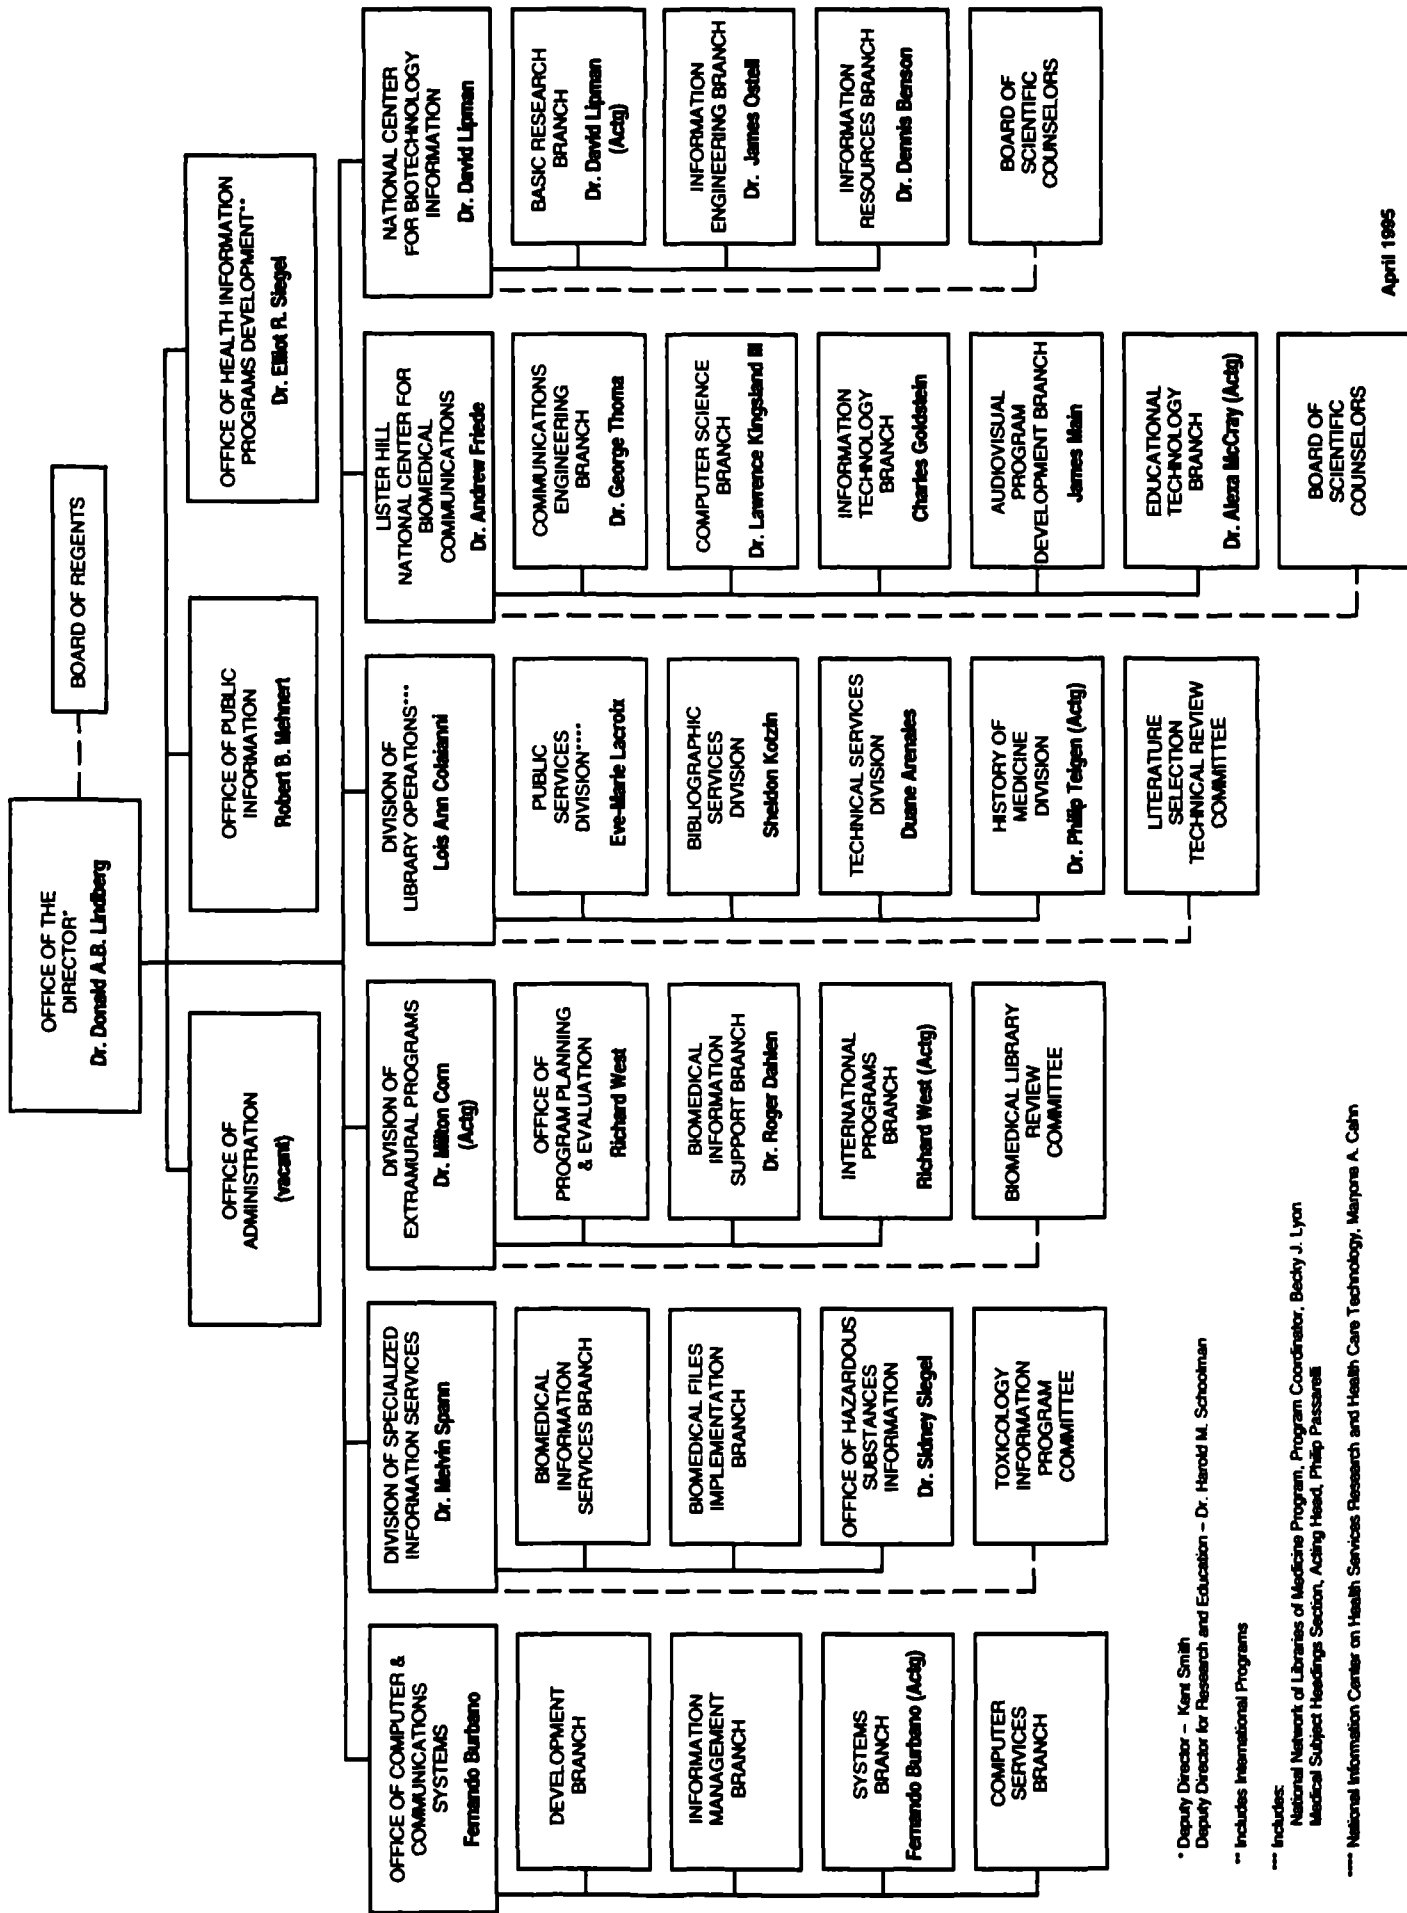 OFFICE OF THE
DIRECTOR*
Dr. Donald A.B. Lindberg
BOARD OF REGENTS
OFFICE OF
ADMINISTRATION
(vacant)
OFFICE OF PUBLIC
INFORMATION
Robert B. Mehnert
OFFICE OF HEALTH INFORMATION
PROGRAMS DEVELOPMENT**
Dr. Elliot R. Siegel
OFFICE OF COMPUTER &
COMMUNICATIONS
SYSTEMS
Fernando Burbano
DEVELOPMENT
BRANCH
INFORMATION
MANAGEMENT
BRANCH
SYSTEMS
BRANCH
Fernando Burbano (Actg)
COMPUTER
SERVICES
BRANCH
DIVISION OF SPECIALIZED
INFORMATION SERVICES
Dr. Melvin Spann
BIOMEDICAL
INFORMATION
SERVICES BRANCH
BIOMEDICAL FILES
IMPLEMENTATION
BRANCH
OFFICE OF HAZARDOUS
SUBSTANCES
INFORMATION
Dr. Sidney Siegel
TOXICOLOGY
INFORMATION
PROGRAM
COMMITTEE
DIVISION OF
EXTRAMURAL PROGRAMS
Dr. Milton Corn
(Actg)
OFFICE OF
PROGRAM PLANNING
& EVALUATION
Richard West
BIOMEDICAL
INFORMATION
SUPPORT BRANCH
Dr. Roger Dahlen
INTERNATIONAL
PROGRAMS
BRANCH
Richard West (Actg)
BIOMEDICAL LIBRARY
REVIEW
COMMITTEE
DIVISION OF
LIBRARY OPERATIONS***
Lois Ann Colaianni
PUBLIC
SERVICES
DIVISION****
Eve-Marie Lacroix
BIBLIOGRAPHIC
SERVICES
DIVISION
Sheldon Kotzin
TECHNICAL SERVICES
DIVISION
Duane Arenales
HISTORY OF
MEDICINE
DIVISION
Dr. Philip Teigen (Actg)
LITERATURE
SELECTION
TECHNICAL REVIEW
COMMITTEE
LISTER HILL
NATIONAL CENTER FOR
BIOMEDICAL
COMMUNICATIONS
Dr. Andrew Friede
COMMUNICATIONS
ENGINEERING
BRANCH
Dr. George Thoma
COMPUTER SCIENCE
BRANCH
Dr. Lawrence Kingsland III
INFORMATION
TECHNOLOGY
BRANCH
Charles Goldstein
AUDIOVISUAL
PROGRAM
DEVELOPMENT BRANCH
James Main
EDUCATIONAL
TECHNOLOGY
BRANCH
Dr. Alexa McCray (Actg)
BOARD OF
SCIENTIFIC
COUNSELORS
NATIONAL CENTER
FOR BIOTECHNOLOGY
INFORMATION
Dr. David Lipman
BASIC RESEARCH
BRANCH
Dr. David Lipman
(Actg)
INFORMATION
ENGINEERING BRANCH
Dr. James Ostell
INFORMATION
RESOURCES BRANCH
Dr. Dennis Benson
BOARD OF
SCIENTIFIC
COUNSELORS
* Deputy Director – Kent Smith
Deputy Director for Research and Education – Dr. Harold M. Schoolman
** Includes International Programs
*** Includes:
National Network of Libraries of Medicine Program, Program Coordinator, Becky J. Lyon
Medical Subject Headings Section, Acting Head, Philip Passarelli
**** National Information Center on Health Services Research and Health Care Technology, Marjorie A. Cahn
April 1995